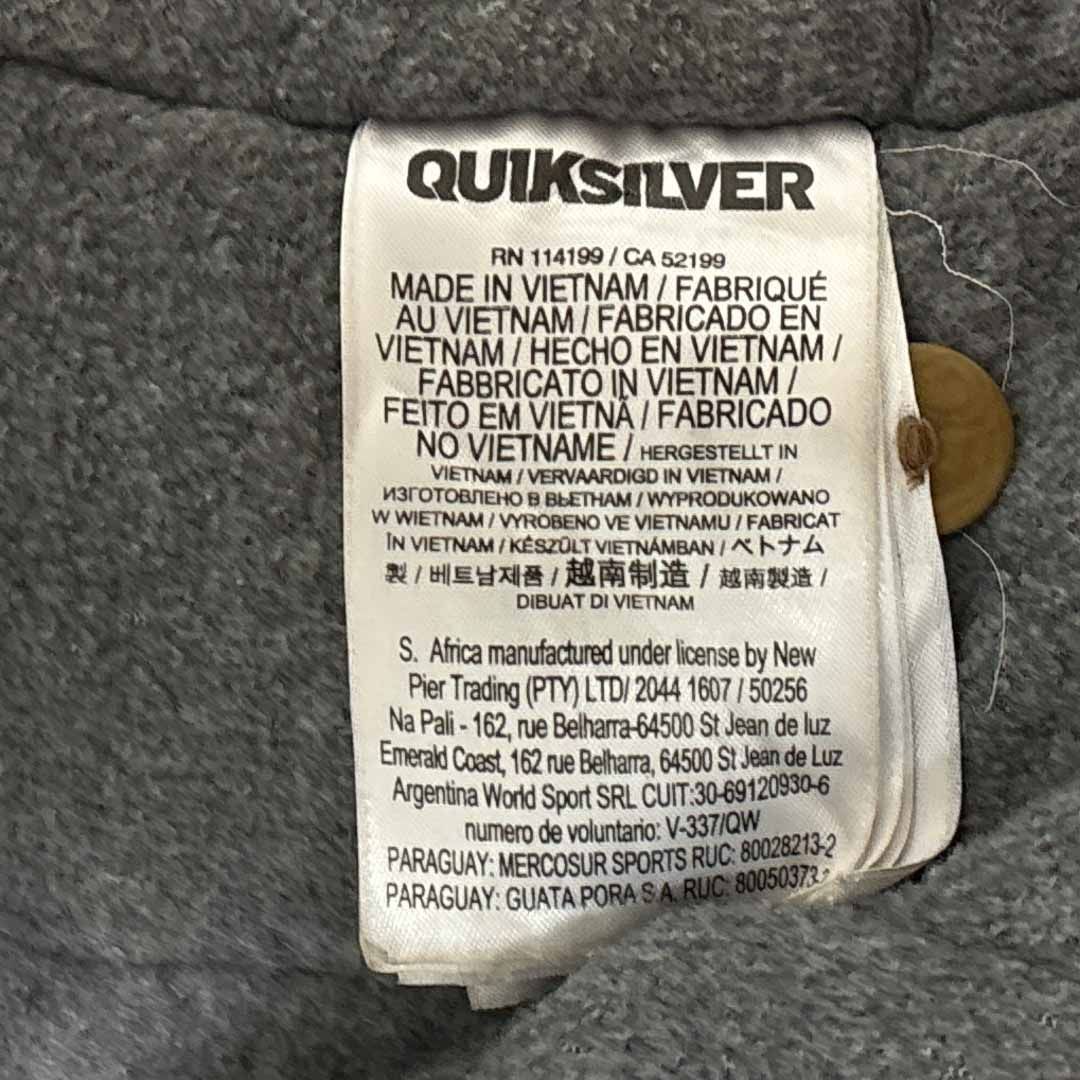 QUIKSILVER
RN 114199 / CA 52199
MADE IN VIETNAM / FABRIQUÉ
AU VIETNAM / FABRICADO EN
VIETNAM / HECHO EN VIETNAM /
FABBRICATO IN VIETNAM /
FEITO EM VIETNÃ / FABRICADO
NO VIETNAME / HERGESTELLT IN
VIETNAM / VERVAARDIGD IN VIETNAM /
ИЗГОТОВЛЕНО В ВЬЕТНАМ / WYPRODUKOWANO
W WIETNAM / VYROBENO VE VIETNAMU / FABRICAT
ÎN VIETNAM / KÉSZÜLT VIETNÁMBAN / ベトナム
製 / 베트남제품 / 越南制造 / 越南製造 /
DIBUAT DI VIETNAM
S. Africa manufactured under license by New
Pier Trading (PTY) LTD/ 2044 1607 / 50256
Na Pali - 162, rue Belharra-64500 St Jean de luz
Emerald Coast, 162 rue Belharra, 64500 St Jean de Luz
Argentina World Sport SRL CUIT:30-69120930-6
numero de voluntario: V-337/QW
PARAGUAY: MERCOSUR SPORTS RUC: 80028213-2
PARAGUAY: GUATA PORA S.A. RUC: